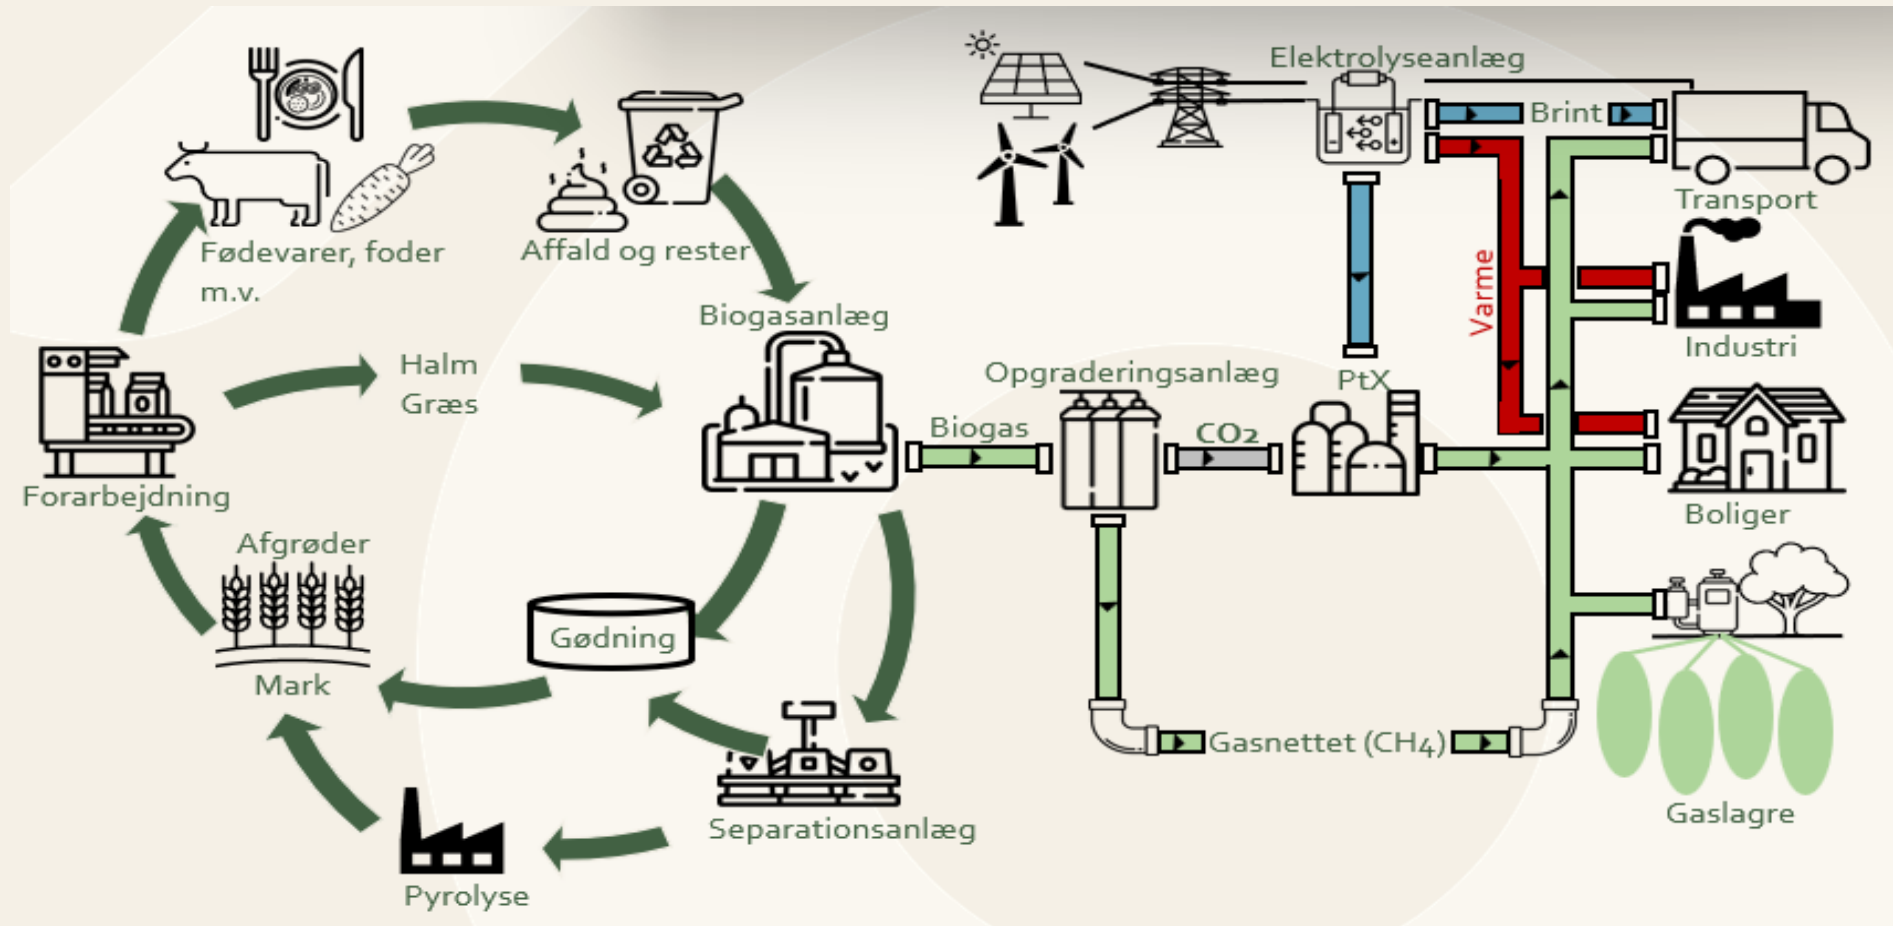 Elektrolyseanlæg
Brint
Transport
Fødevarer, foder
m.v.
Affald og rester
Varme
Biogasanlæg
Industri
Halm
Græs
Opgraderingsanlæg
PtX
Biogas
CO2
Forarbejdning
Boliger
Afgrøder
Gødning
Mark
Gasnettet (CH4)
Gaslagre
Separationsanlæg
Pyrolyse